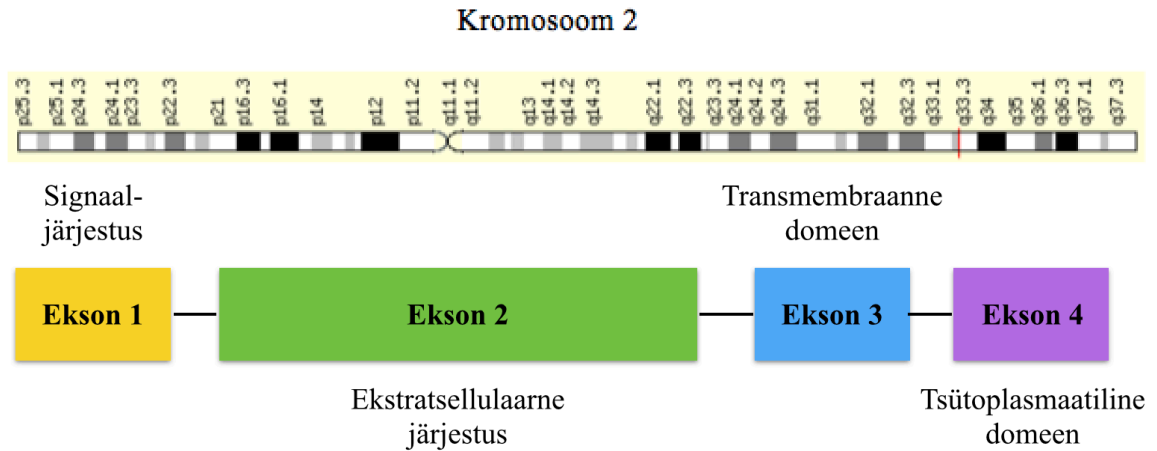 Kromosoom 2
p25.3 p25.1 p24.3 p24.1 p23.3 p22.3 p21 p16.3 p16.1 p14 p12 p11.2 q11.1 q11.2 q13 q14.1 q14.2 q14.3 q22.1 q22.3 q23.3 q24.1 q24.2 q24.3 q31.1 q32.1 q32.3 q33.1 q33.3 q34 q35 q36.1 q36.3 q37.1 q37.3
Signaal-
järjestus
Transmembraanne
domeen
Ekson 1
Ekson 2
Ekson 3
Ekson 4
Ekstratsellulaarne
järjestus
Tsütoplasmaatiline
domeen